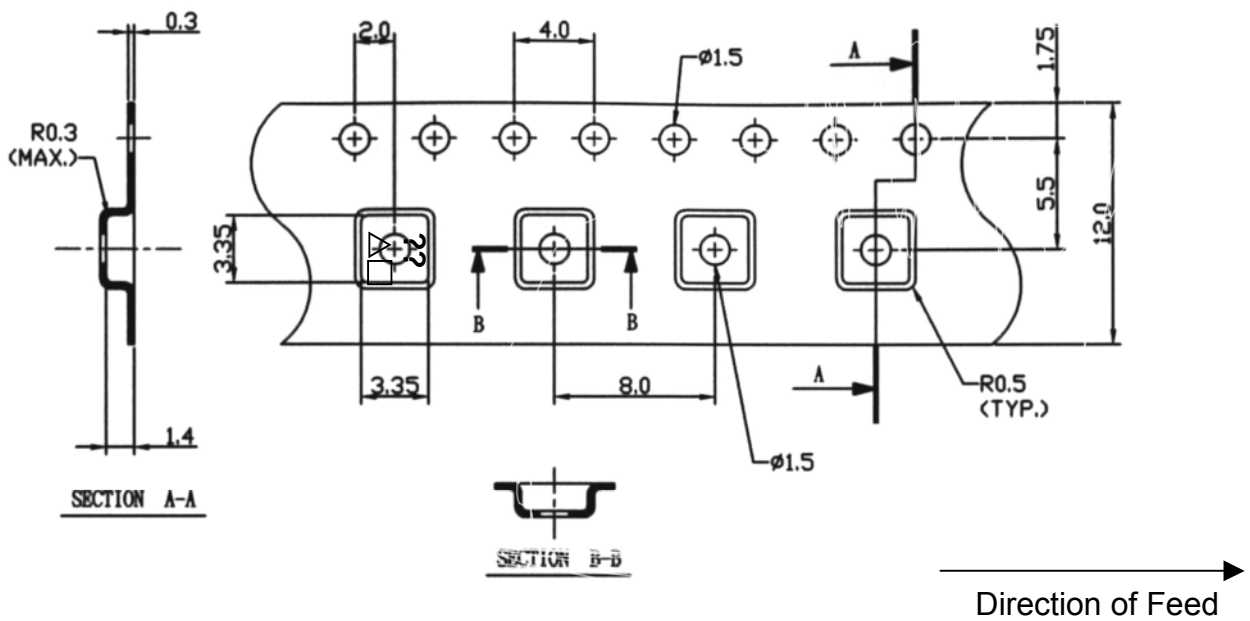 0.3
2.0
4.0
Ø1.5
A
1.75
R0.3
(MAX.)
5.5
12.0
3.35
??
B
B
3.35
8.0
A
R0.5
(TYP.)
1.4
Ø1.5
SECTION A-A
SECTION B-B
Direction of Feed